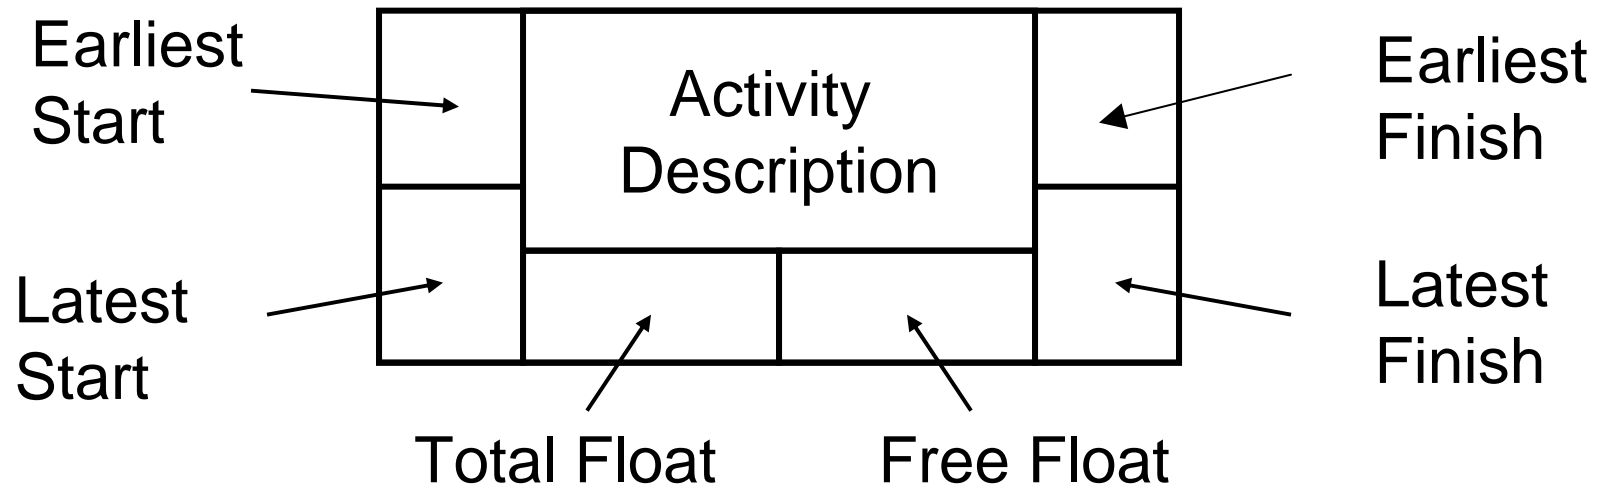 Earliest
Start
Activity
Description
Earliest
Finish
Latest
Start
Latest
Finish
Total Float
Free Float